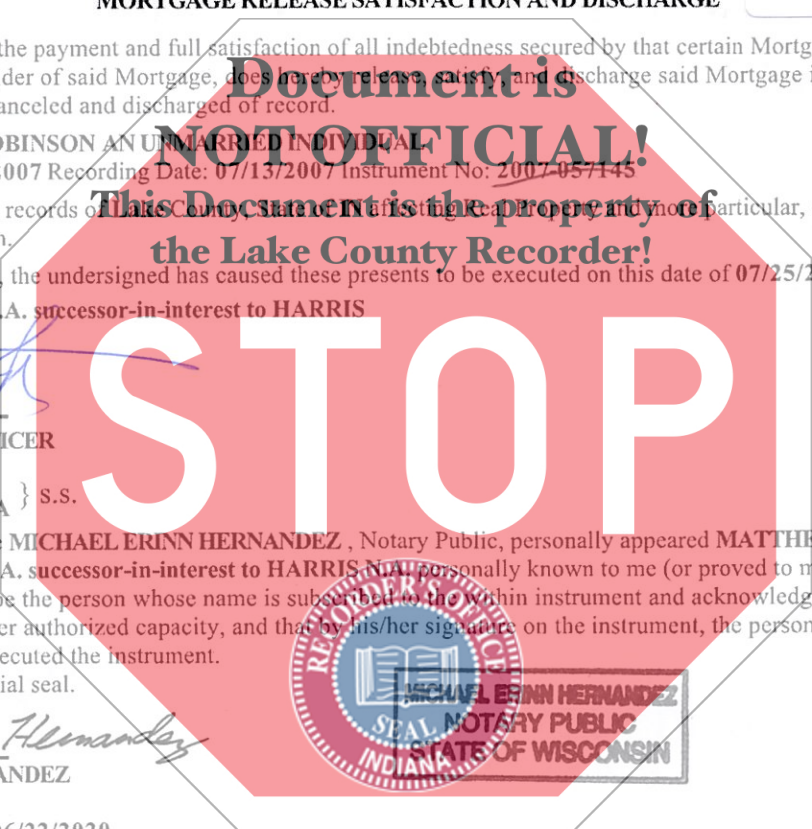 MORTGAGE RELEASE SATISFACTION AND DISCHARGE
the payment and full satisfaction of all indebtedness secured by that certain Mortg
der of said Mortgage, does hereby release, satisfy, and discharge said Mortgage
anceled and discharged of record.
Document is
OBINSON AN UNMARRIED INDIVIDUAL
NOT OFFICIAL!
2007 Recording Date: 07/13/2007 Instrument No: 2007-057145
records of Lake County, State of IN affecting Real Property and more particular,
This Document is the property of
n.
the Lake County Recorder!
, the undersigned has caused these presents to be executed on this date of 07/25/2
.A. successor-in-interest to HARRIS
STOP
ICER
A } S.S.
MICHAEL ERINN HERNANDEZ , Notary Public, personally appeared MATTHE
.A. successor-in-interest to HARRIS N.A. personally known to me (or proved to m
be the person whose name is subscribed to the within instrument and acknowledg
er authorized capacity, and that by his/her signature on the instrument, the person
ecuted the instrument.
ial seal.
RECORDER'S OFFICE
SEAL
INDIANA
MICHAEL ERINN HERNANDEZ
NOTARY PUBLIC
STATE OF WISCONSIN
Hernandez
ANDEZ